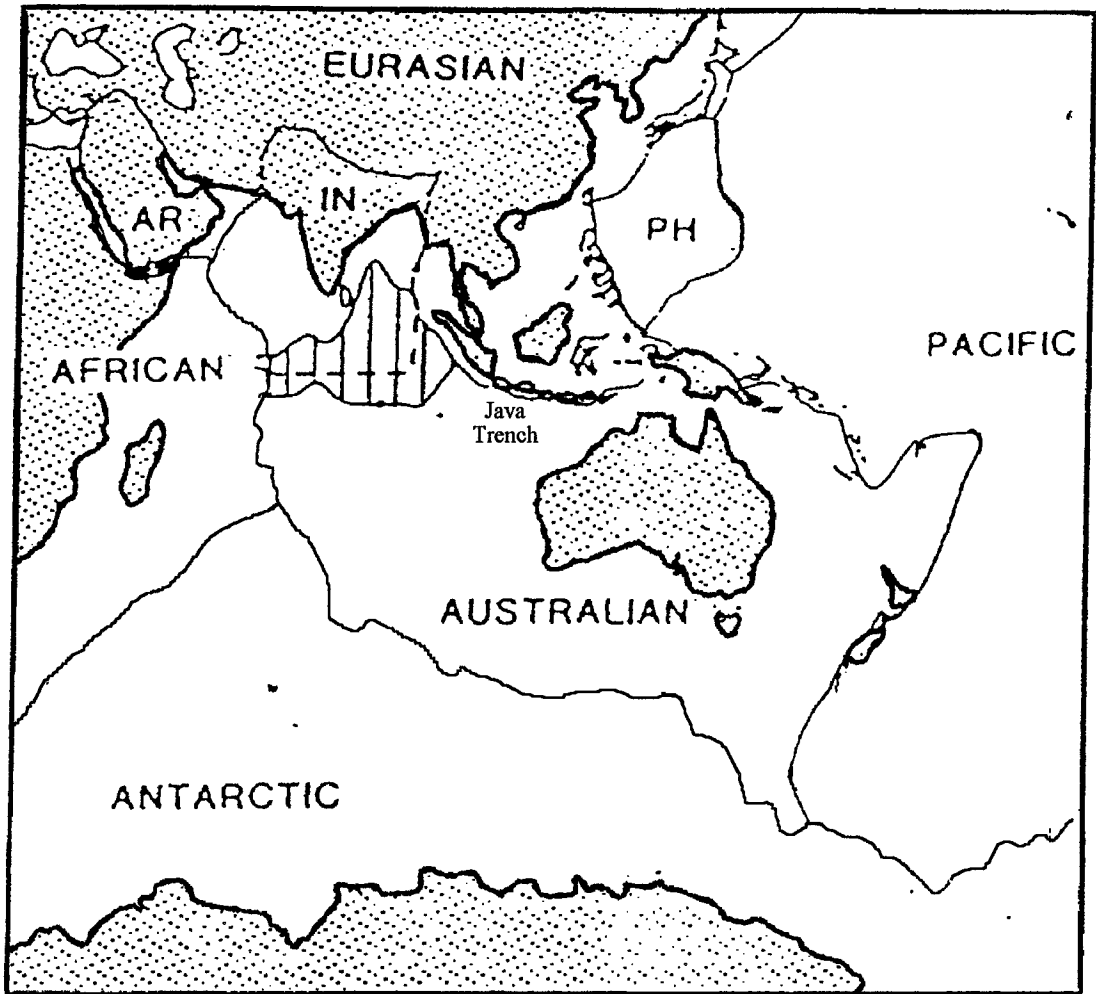 EURASIAN
IN
AR
PH
PACIFIC
AFRICAN
Java
Trench
AUSTRALIAN
ANTARCTIC